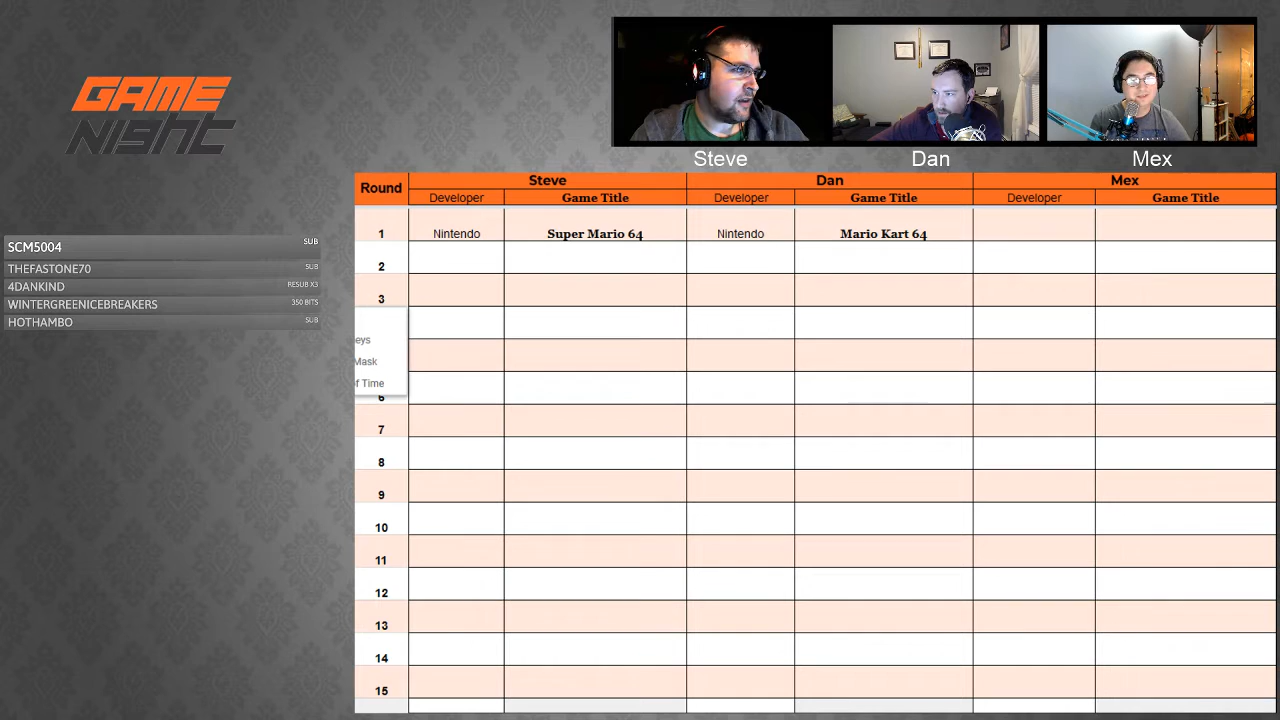 GAME
NIGHT
Steve
Dan
Mex
SCM5004 SUB
THEFASTONE70 SUB
4DANKIND RESUB X3
WINTERGREENICEBREAKERS 350 BITS
HOTHAMBO SUB
Round Steve Dan Mex
Developer Game Title Developer Game Title Developer Game Title
1 Nintendo Super Mario 64 Nintendo Mario Kart 64
2
3
eys
Mask
of Time
6
7
8
9
10
11
12
13
14
15